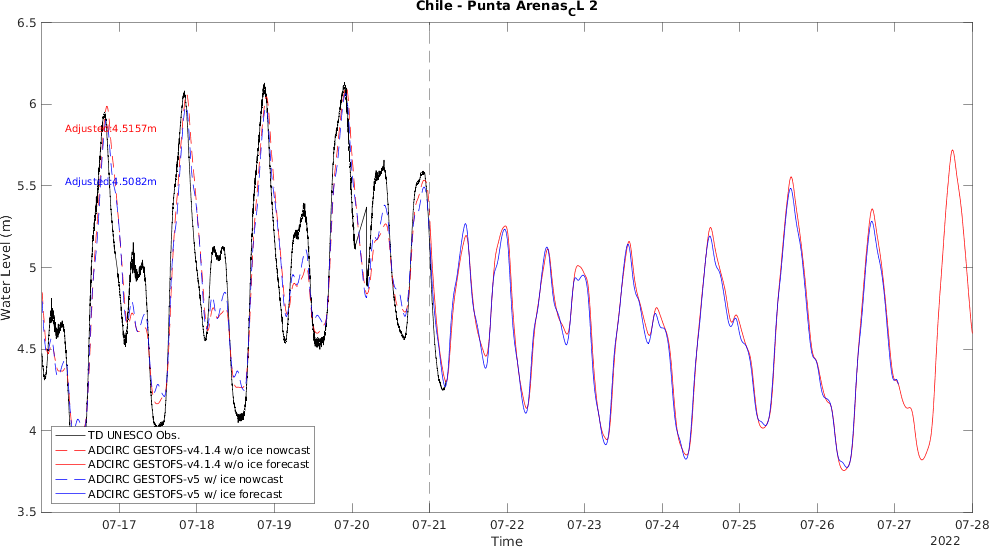 Chile - Punta Arenas_CL 2
6.5
6
5.5
5
4.5
4
3.5
Water Level (m)
Adjusted:4.5157m
Adjusted:4.5082m
TD UNESCO Obs.
ADCIRC GESTOFS-v4.1.4 w/o ice nowcast
ADCIRC GESTOFS-v4.1.4 w/o ice forecast
ADCIRC GESTOFS-v5 w/ ice nowcast
ADCIRC GESTOFS-v5 w/ ice forecast
07-17 07-18 07-19 07-20 07-21 07-22 07-23 07-24 07-25 07-26 07-27 07-28
Time
2022